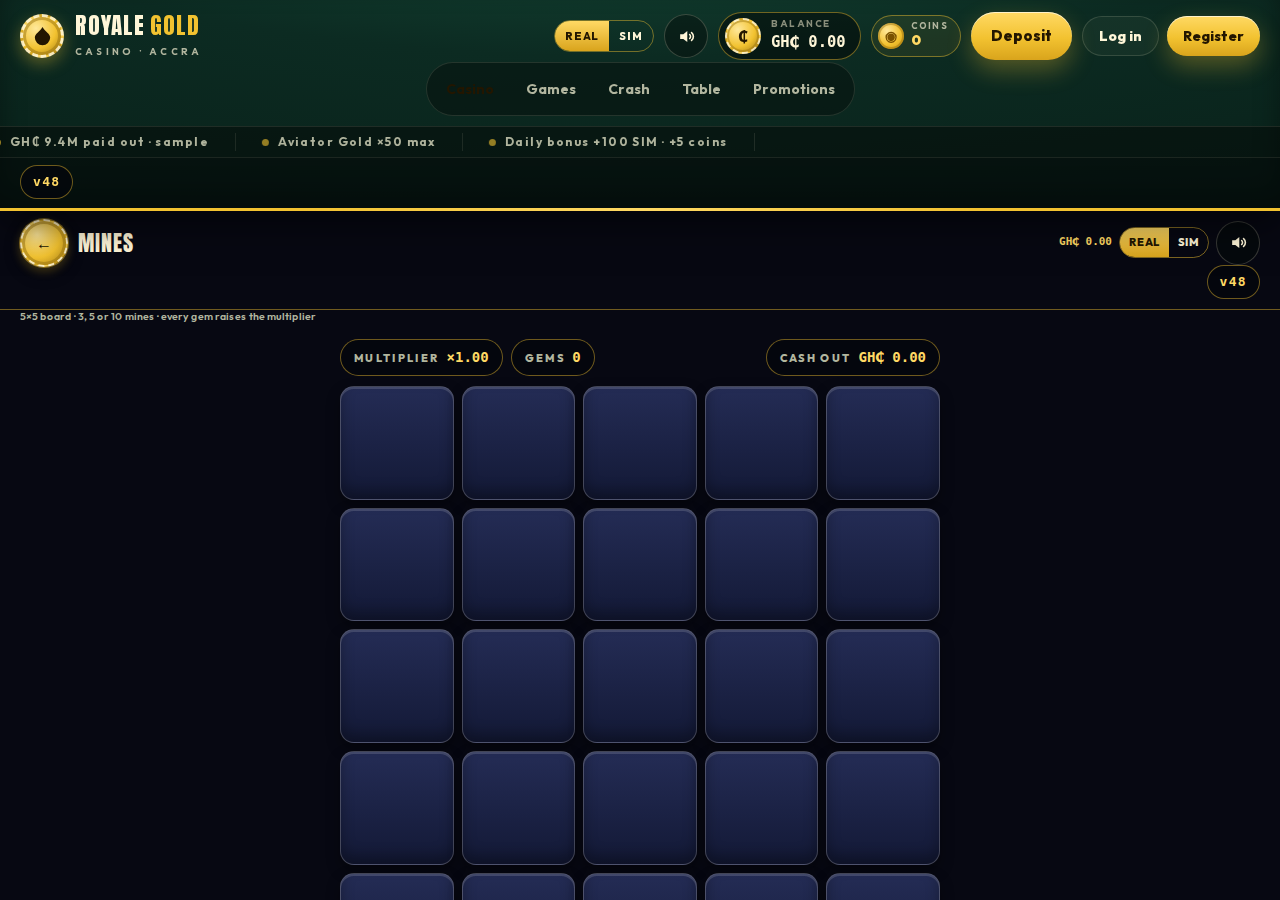 ROYALE GOLD
CASINO · ACCRA
REAL SIM
BALANCE
GH₵ 0.00
COINS
0
Deposit
Log in
Register
Games Crash Table Promotions
GH₵ 9.4M paid out · sample
Aviator Gold ×50 max
Daily bonus +100 SIM · +5 coins
v48
← MINES
GH₵ 0.00 REAL SIM
v48
5×5 board · 3, 5 or 10 mines · every gem raises the multiplier
MULTIPLIER ×1.00
GEMS 0
CASH OUT GH₵ 0.00